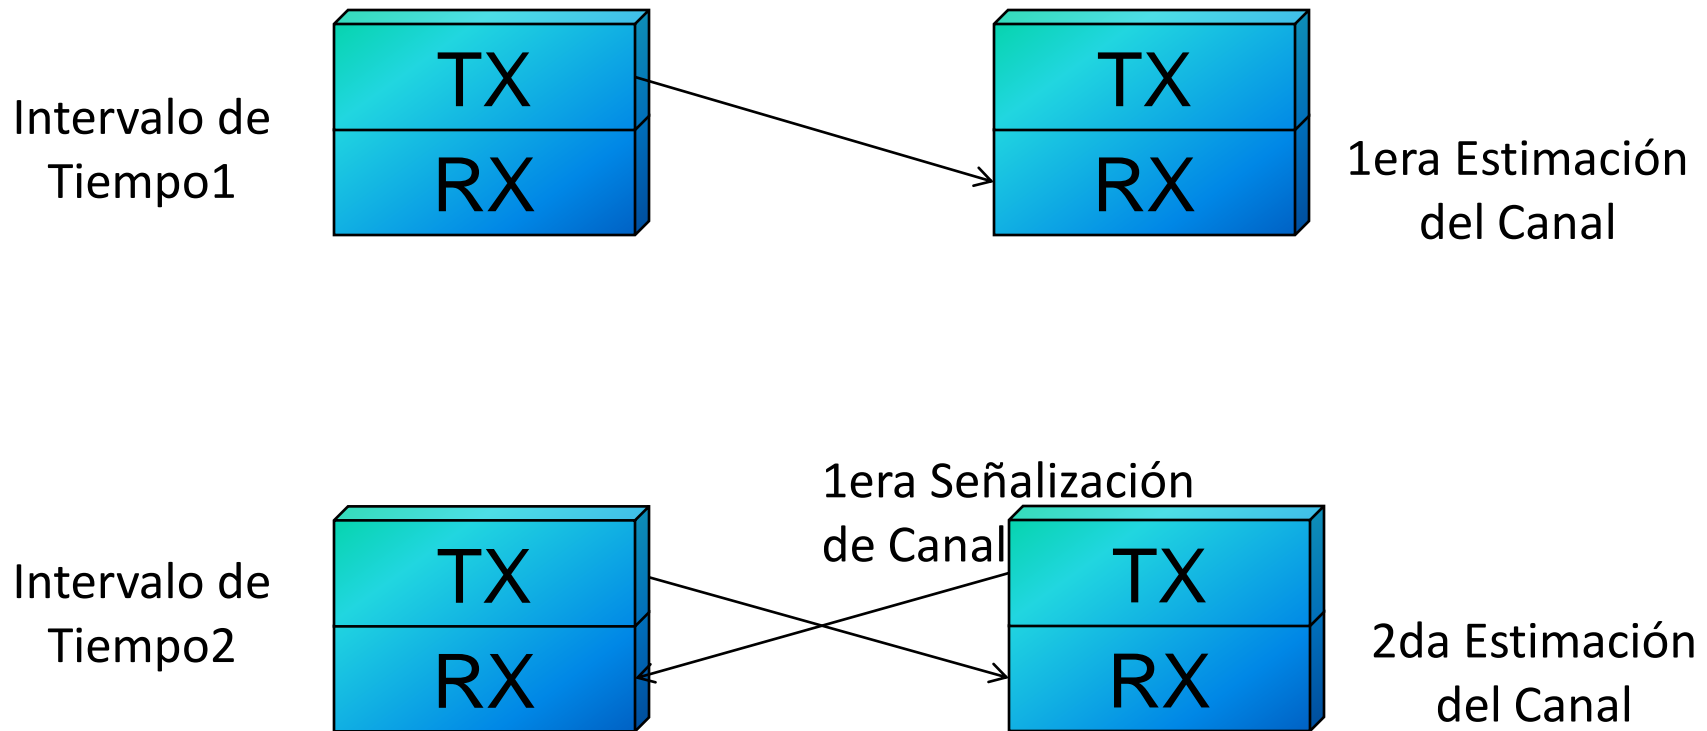 TX
TX
Intervalo de
Tiempo1
RX
RX
1era Estimación
del Canal
1era Señalización
de Canal
TX
TX
Intervalo de
Tiempo2
RX
RX
2da Estimación
del Canal